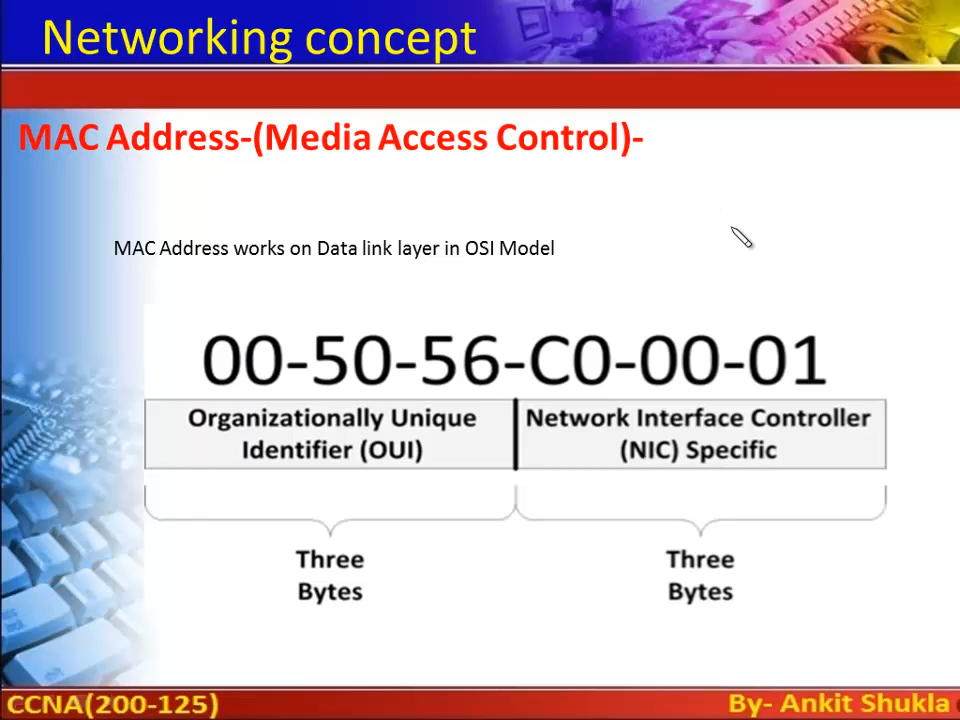 Networking concept
MAC Address-(Media Access Control)-
MAC Address works on Data link layer in OSI Model
00-50-56-C0-00-01
Organizationally Unique
Identifier (OUI)
Network Interface Controller
(NIC) Specific
Three
Bytes
Three
Bytes
CCNA(200-125)
By- Ankit Shukla